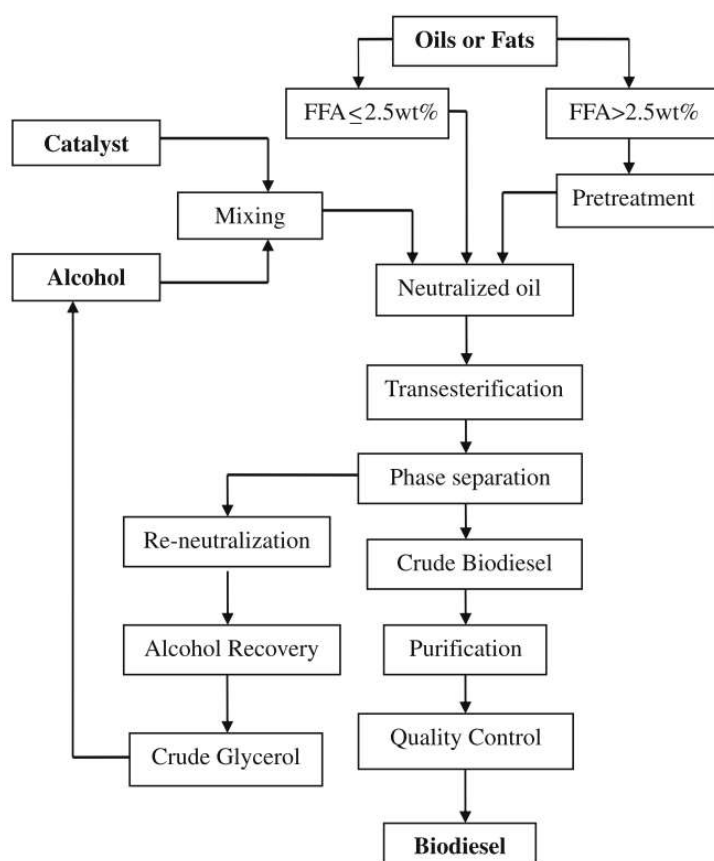 Oils or Fats
FFA≤2.5wt%
FFA>2.5wt%
Catalyst
Pretreatment
Mixing
Alcohol
Neutralized oil
Transesterification
Phase separation
Re-neutralization
Crude Biodiesel
Alcohol Recovery
Purification
Quality Control
Crude Glycerol
Biodiesel